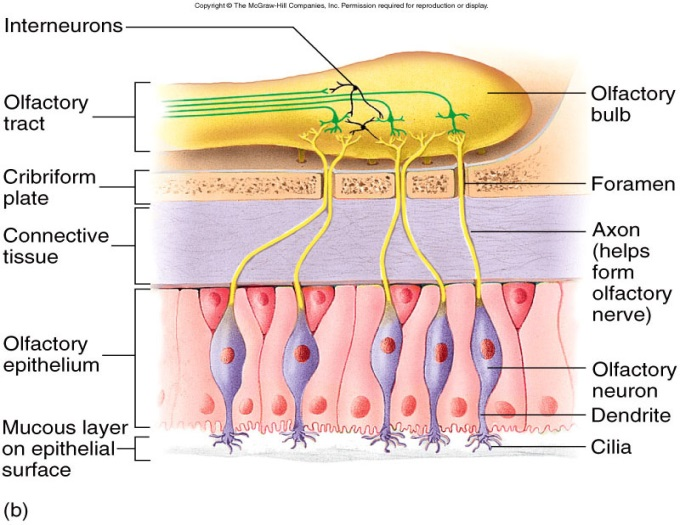 Copyright © The McGraw-Hill Companies, Inc. Permission required for reproduction or display.
Interneurons
Olfactory
tract
Cribriform
plate
Connective
tissue
Olfactory
epithelium
Mucous layer
on epithelial
surface
Olfactory
bulb
Foramen
Axon
(helps
form
olfactory
nerve)
Olfactory
neuron
Dendrite
Cilia
(b)